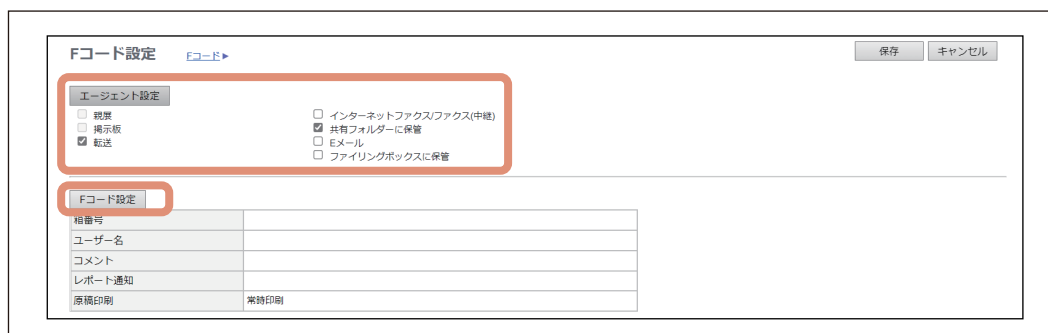 Fコード設定 Fコード▶ 保存 キャンセル
エージェント設定
親展 インターネットファクス/ファクス(中継)
掲示板 共有フォルダーに保管
転送 Eメール
ファイリングボックスに保管
Fコード設定
箱番号
ユーザー名
コメント
レポート通知
原稿印刷 常時印刷